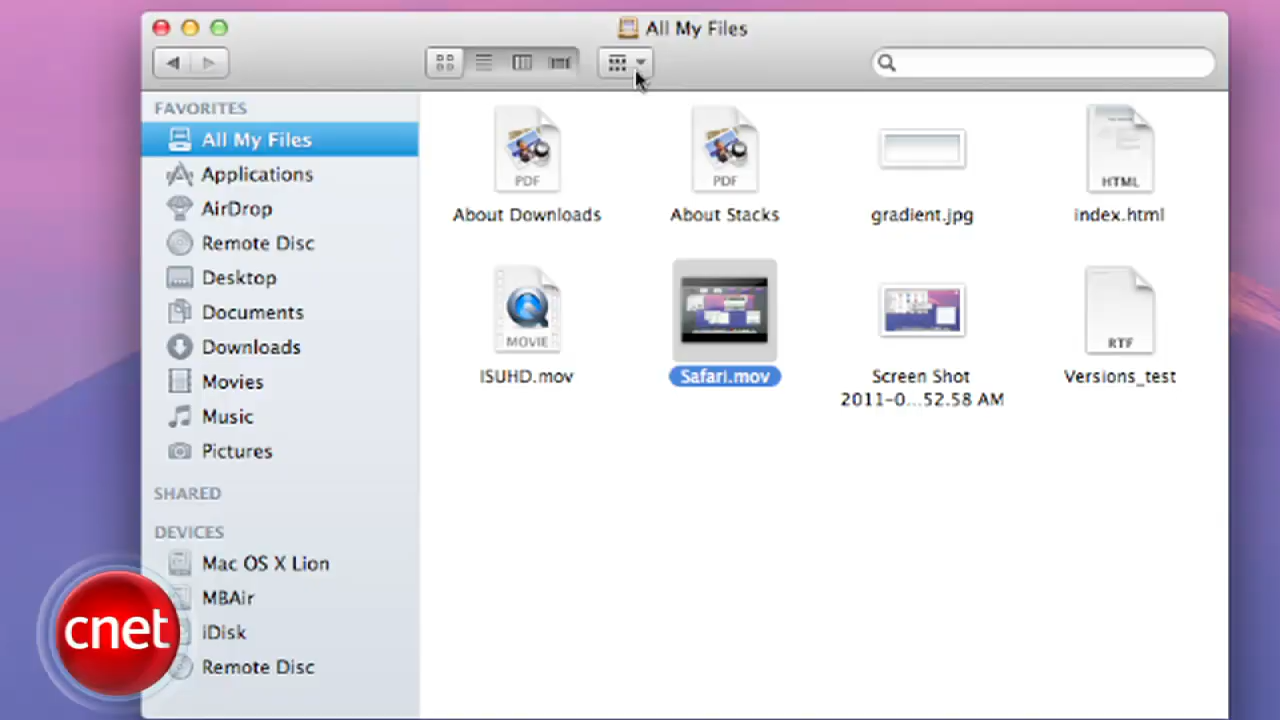 All My Files
FAVORITES
All My Files
Applications
AirDrop
Remote Disc
Desktop
Documents
Downloads
Movies
Music
Pictures
SHARED
DEVICES
Mac OS X Lion
MBAir
iDisk
Remote Disc
PDF
About Downloads
PDF
About Stacks
gradient.jpg
HTML
index.html
MOVIE
ISUHD.mov
Safari.mov
Screen Shot
2011-0...52.58 AM
RTF
Versions_test
cnet